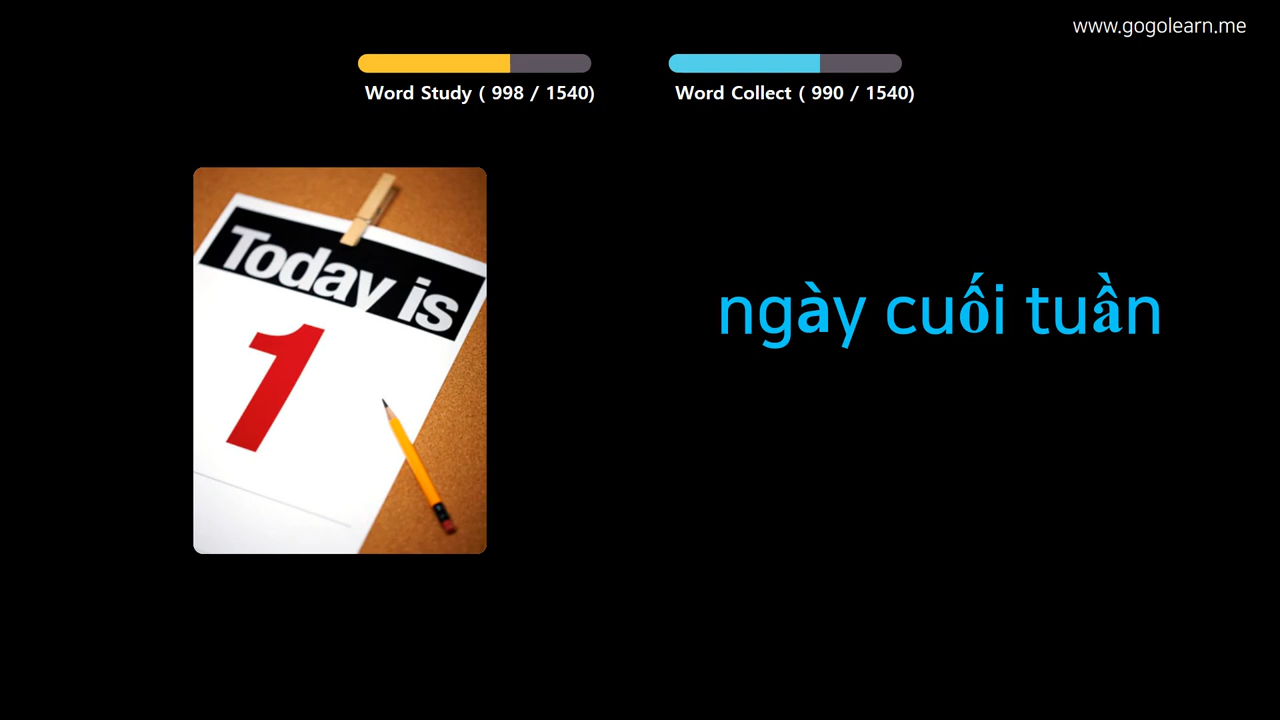 www.gogolearn.me
Word Study ( 998 / 1540)
Word Collect ( 990 / 1540)
Today is
1
ngày cuối tuần